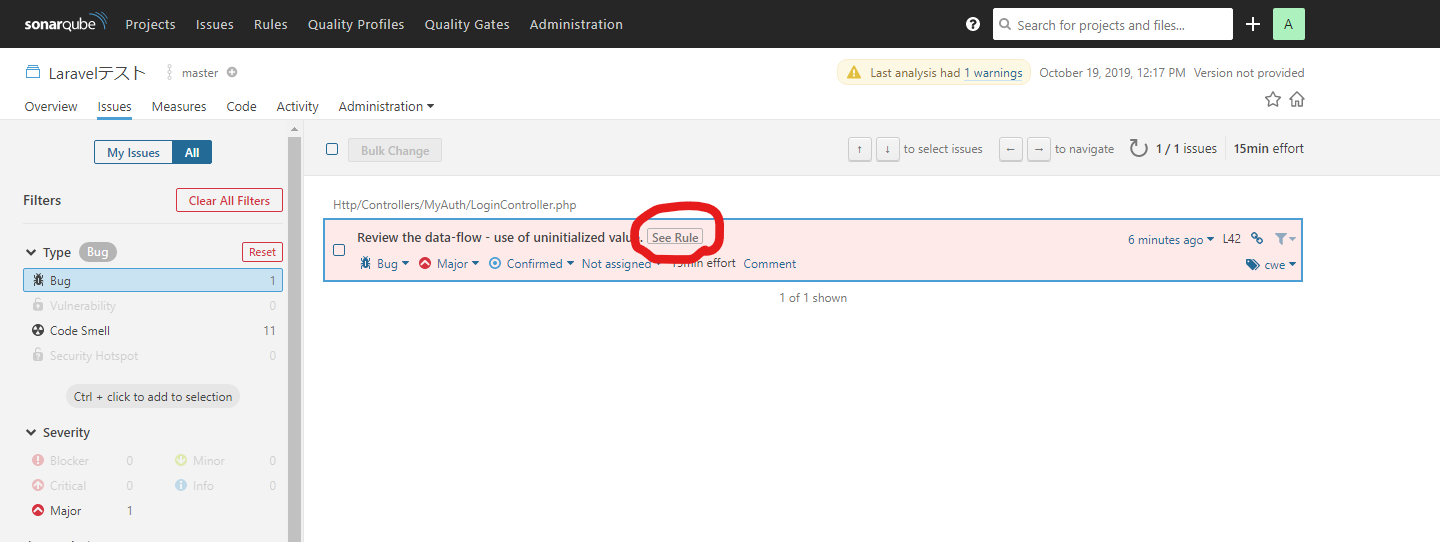 sonarqube Projects Issues Rules Quality Profiles Quality Gates Administration Search for projects and files... A
Laravelテスト master Last analysis had 1 warnings October 19, 2019, 12:17 PM Version not provided
Overview Issues Measures Code Activity Administration
My Issues All Bulk Change ↑ ↓ to select issues ← → to navigate 1 / 1 issues 15min effort
Filters Clear All Filters
Http/Controllers/MyAuth/LoginController.php
Review the data-flow - use of uninitialized value. See Rule 6 minutes ago L42
Bug Major Confirmed Not assigned 15min effort Comment cwe
1 of 1 shown
Type Bug Reset
Bug 1
Vulnerability 0
Code Smell 11
Security Hotspot 0
Ctrl + click to add to selection
Severity
Blocker 0 Minor 0
Critical 0 Info 0
Major 1